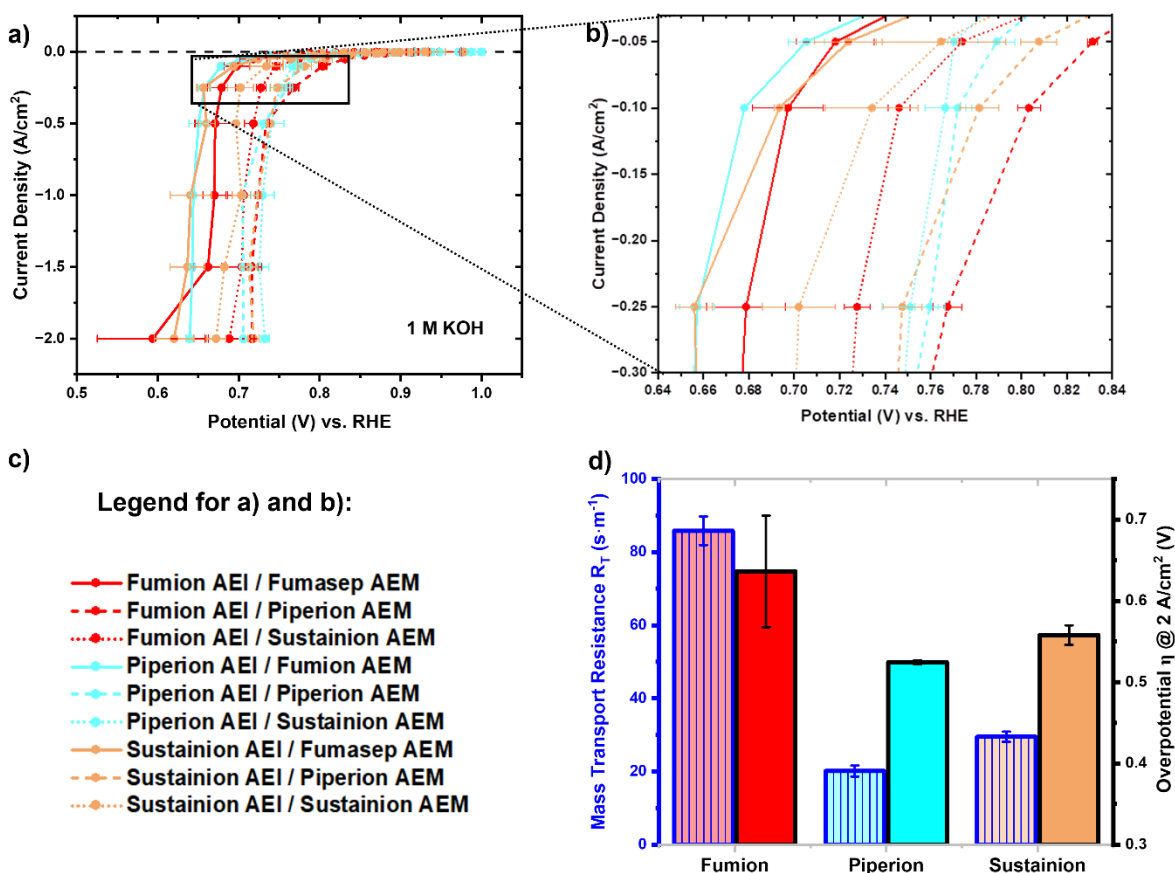 a)
0.0
−0.5
−1.0
−1.5
−2.0
Current Density (A/cm²)
1 M KOH
0.5 0.6 0.7 0.8 0.9 1.0
Potential (V) vs. RHE
b)
−0.05
−0.10
−0.15
−0.20
−0.25
−0.30
Current Density (A/cm²)
0.64 0.66 0.68 0.70 0.72 0.74 0.76 0.78 0.80 0.82 0.84
Potential (V) vs. RHE
c)
Legend for a) and b):
Fumion AEI / Fumasep AEM
Fumion AEI / Piperion AEM
Fumion AEI / Sustainion AEM
Piperion AEI / Fumion AEM
Piperion AEI / Piperion AEM
Piperion AEI / Sustainion AEM
Sustainion AEI / Fumasep AEM
Sustainion AEI / Piperion AEM
Sustainion AEI / Sustainion AEM
d)
100
80
60
40
20
0
Mass Transport Resistance R_T (s·m⁻¹)
0.7
0.6
0.5
0.4
0.3
Overpotential η @ 2 A/cm² (V)
Fumion Piperion Sustainion